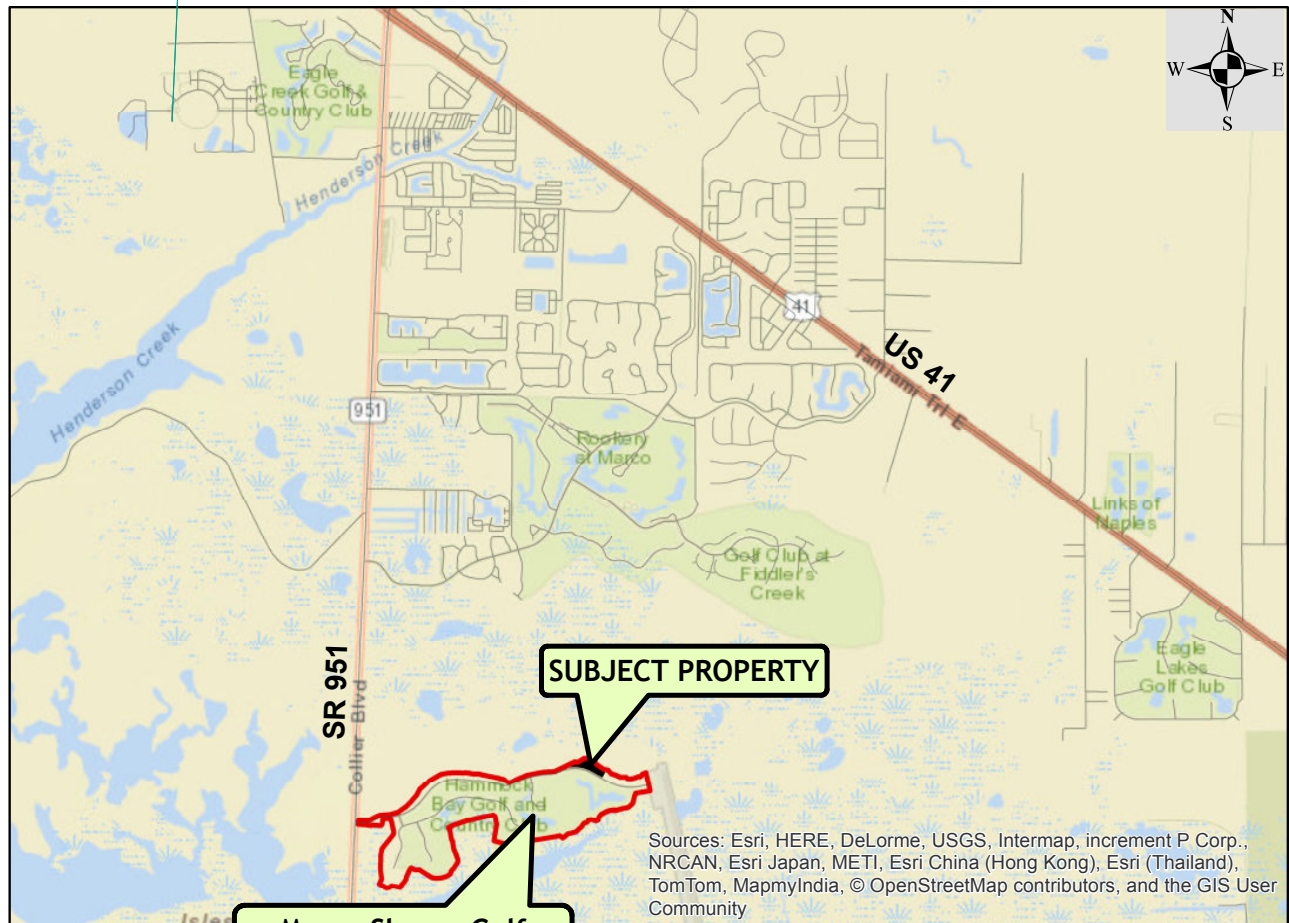 N
W E
S
Eagle
Creek Golf &
Country Club
Henderson Creek
Henderson Creek
41
US 41
Tamiami Trl E
951
Rookery
at Marco
Links of
Naples
Golf Club at
Fiddler's
Creek
Eagle
Lakes
Golf Club
SUBJECT PROPERTY
SR 951
Collier Blvd
Hammock
Bay Golf and
Country Club
Sources: Esri, HERE, DeLorme, USGS, Intermap, increment P Corp.,
NRCAN, Esri Japan, METI, Esri China (Hong Kong), Esri (Thailand),
TomTom, MapmyIndia, © OpenStreetMap contributors, and the GIS User
Community
Isles
Golf